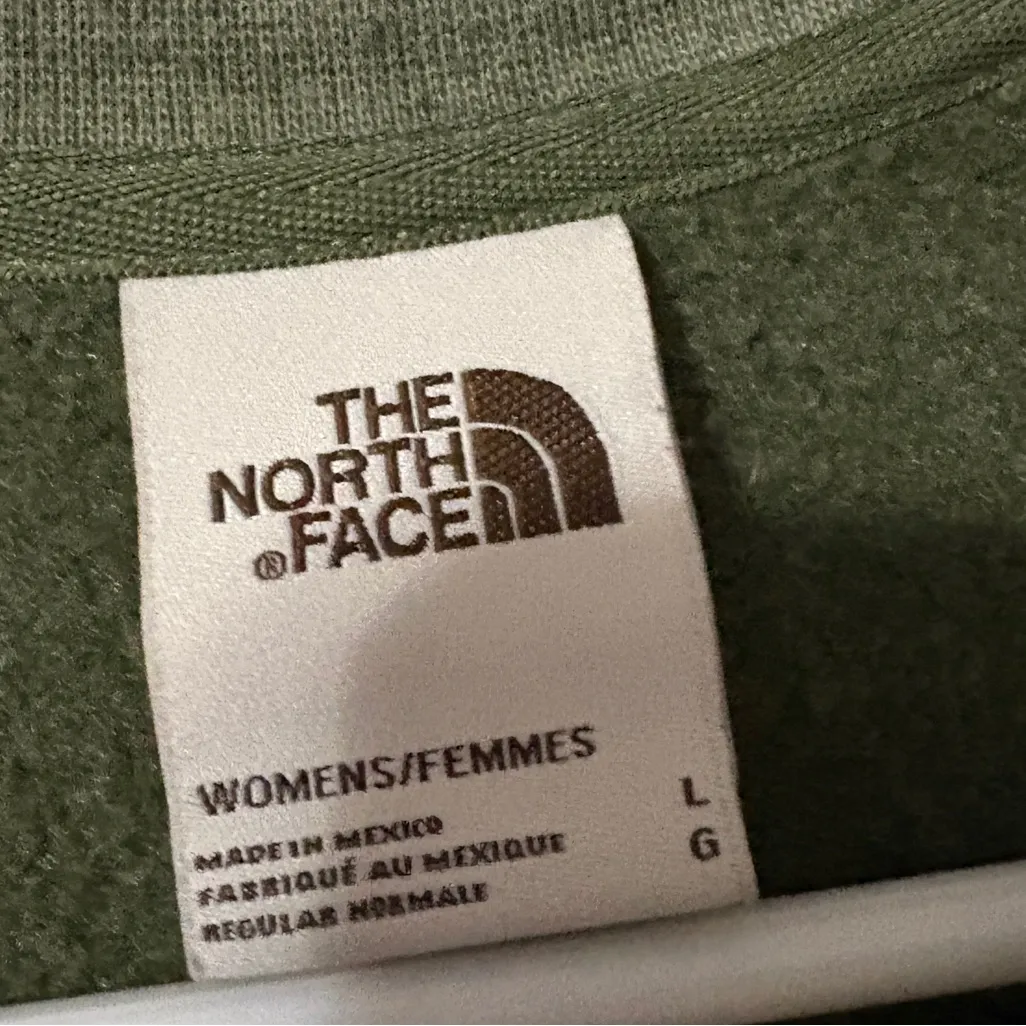 THE
NORTH
®FACE
WOMENS/FEMMES
L
MADE IN MEXICO
G
FABRIQUÉ AU MEXIQUE
REGULAR NORMALE